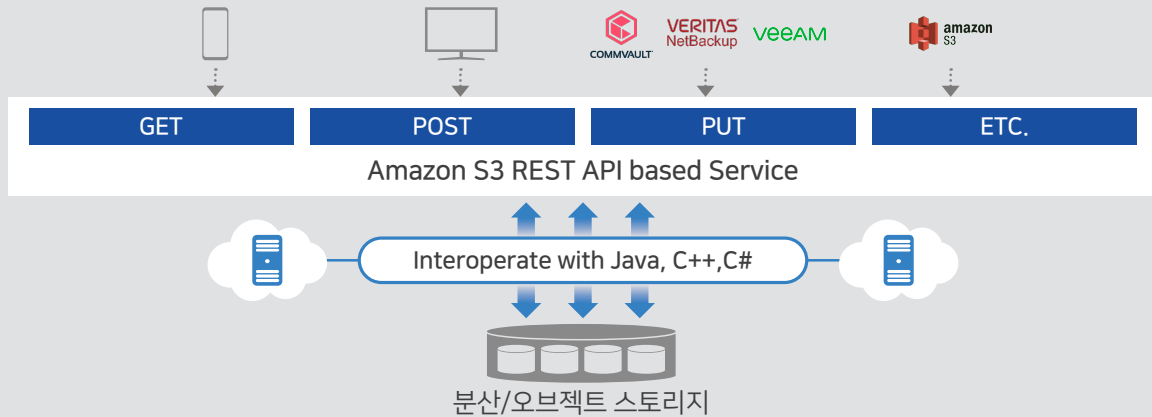 COMMVAULT
VERITAS
NetBackup
veeAM
amazon
S3
GET
POST
PUT
ETC.
Amazon S3 REST API based Service
Interoperate with Java, C++,C#
분산/오브젝트 스토리지